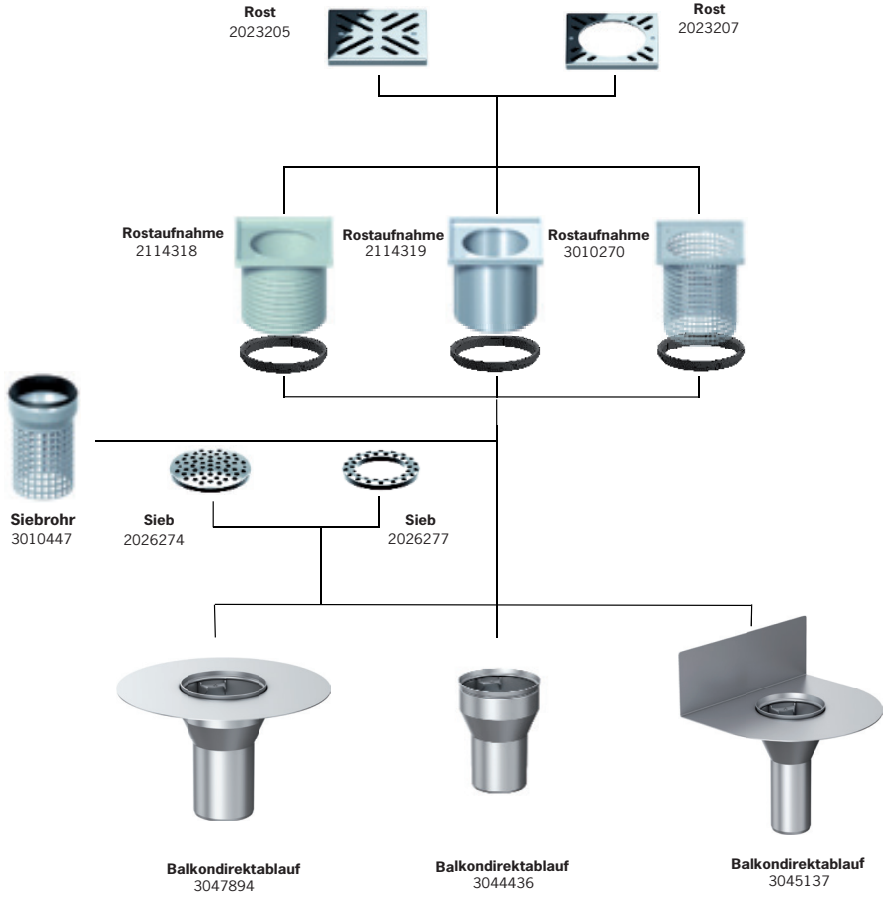 Rost
2023205
Rost
2023207
Rostaufnahme
2114318
Rostaufnahme
2114319
Rostaufnahme
3010270
Siebrohr
3010447
Sieb
2026274
Sieb
2026277
Balkondirektablauf
3047894
Balkondirektablauf
3044436
Balkondirektablauf
3045137